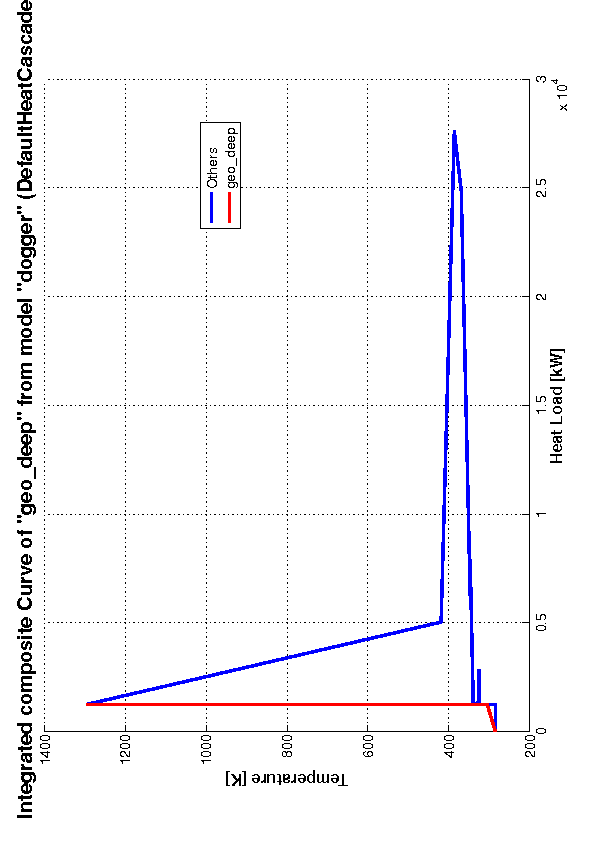 Integrated composite Curve of "geo_deep" from model "dogger" (DefaultHeatCascade
1400
1200
1000
800
600
400
200
Temperature [K]
Others
geo_deep
0
0.5
1
1.5
2
2.5
3
x 10^4
Heat Load [kW]